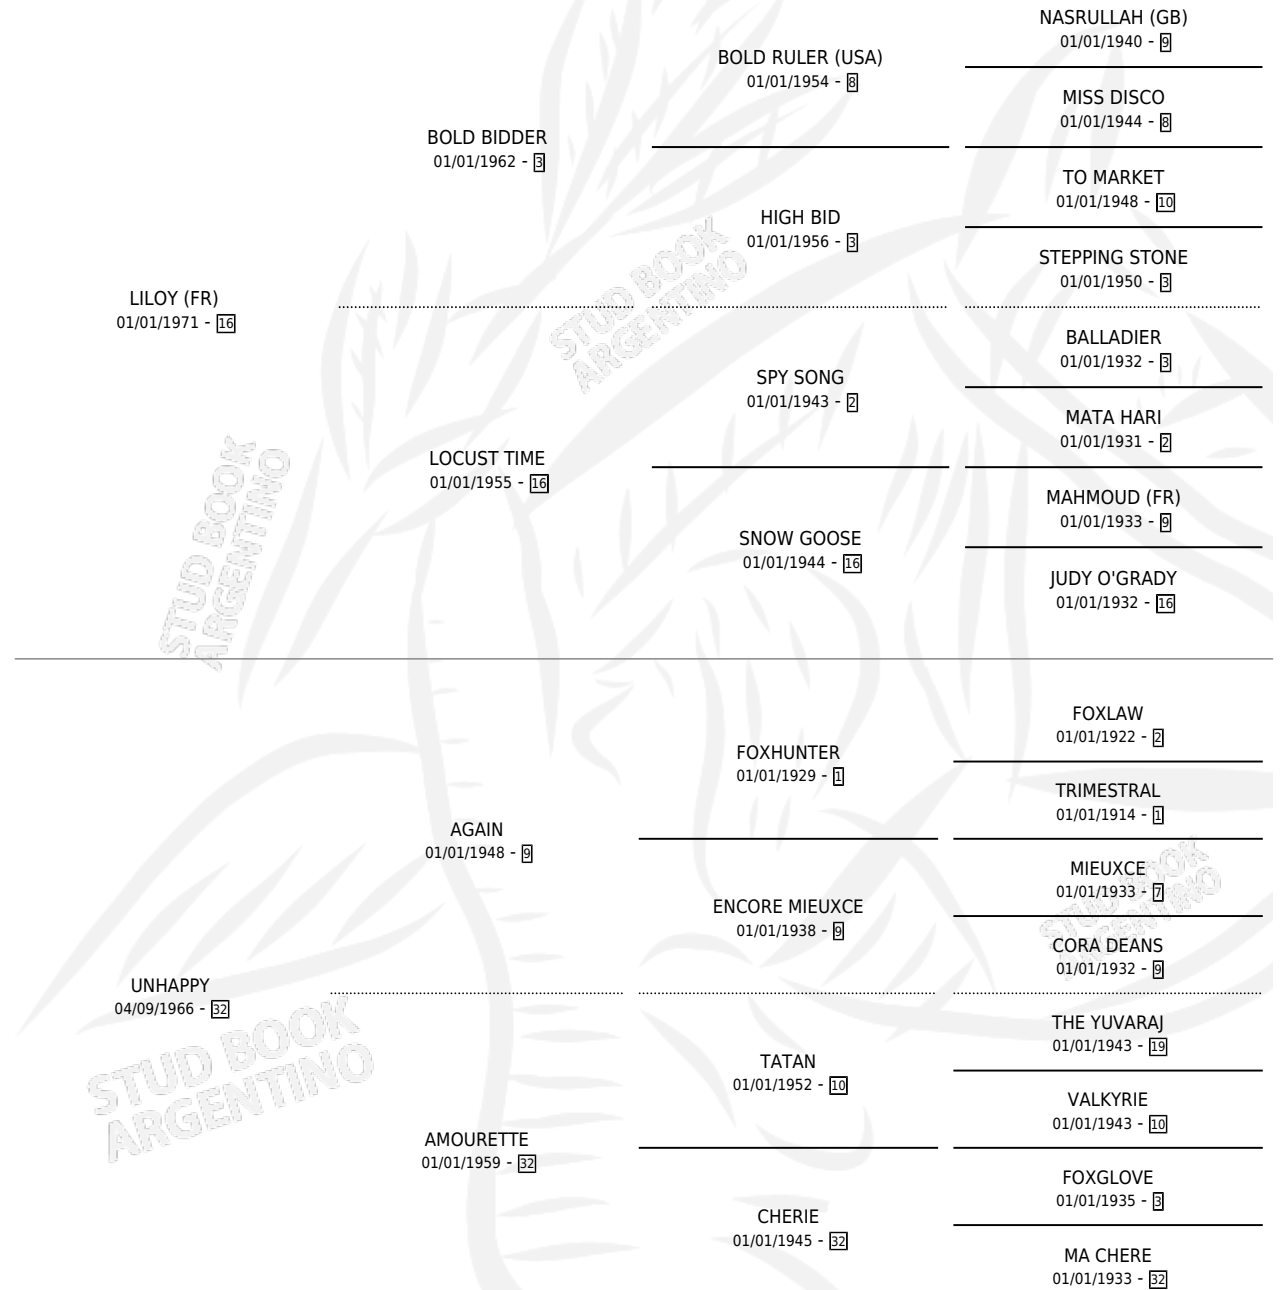 NASRULLAH (GB)
01/01/1940 - 9
BOLD RULER (USA)
01/01/1954 - 8
MISS DISCO
01/01/1944 - 8
BOLD BIDDER
01/01/1962 - 3
TO MARKET
01/01/1948 - 10
HIGH BID
01/01/1956 - 3
STEPPING STONE
01/01/1950 - 3
LILOY (FR)
01/01/1971 - 16
BALLADIER
01/01/1932 - 3
SPY SONG
01/01/1943 - 2
MATA HARI
01/01/1931 - 2
LOCUST TIME
01/01/1955 - 16
MAHMOUD (FR)
01/01/1933 - 9
SNOW GOOSE
01/01/1944 - 16
JUDY O'GRADY
01/01/1932 - 16
STUD BOOK
ARGENTINO
STUD BOOK
ARGENTINO
FOXLAW
01/01/1922 - 2
FOXHUNTER
01/01/1929 - 1
TRIMESTRAL
01/01/1914 - 1
AGAIN
01/01/1948 - 9
MIEUXCE
01/01/1933 - 7
ENCORE MIEUXCE
01/01/1938 - 9
CORA DEANS
01/01/1932 - 9
UNHAPPY
04/09/1966 - 32
THE YUVARAJ
01/01/1943 - 19
TATAN
01/01/1952 - 10
VALKYRIE
01/01/1943 - 10
AMOURETTE
01/01/1959 - 32
FOXGLOVE
01/01/1935 - 3
CHERIE
01/01/1945 - 32
MA CHERE
01/01/1933 - 32
STUD BOOK
ARGENTINO
STUD BOOK
ARGENTINO